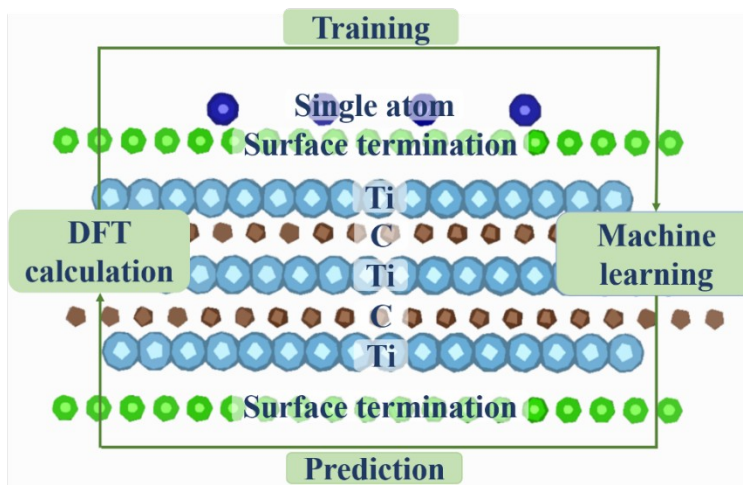 Training
Single atom
Surface termination
Ti
C
DFT
calculation
Ti
Machine
learning
C
Ti
Surface termination
Prediction